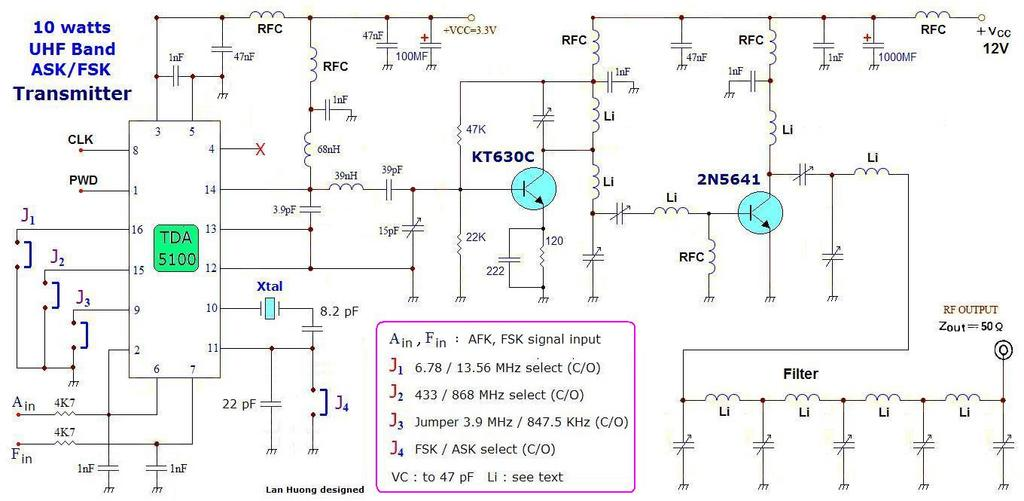 10 watts
UHF Band
ASK/FSK
Transmitter
RFC
+VCC=3.3V
47nF
1nF
47nF
+
100MF
RFC
1nF
68nH
3
5
CLK
8
4
X
PWD
1
14
39nH
39pF
3.9pF
15pF
J1
16
13
TDA
5100
J2
15
12
J3
9
10
Xtal
8.2 pF
2
11
6
7
22 pF
J4
A in
4K7
F in
4K7
1nF
1nF
Lan Huong designed
47K
22K
KT630C
222
120
RFC
1nF
Li
Li
47nF
RFC
1nF
Li
1nF
+
1000MF
RFC
+ Vcc
12V
2N5641
Li
RFC
Li
RF OUTPUT
Zout = 50 Ω
Filter
Li
Li
Li
Li
Ain , Fin : AFK, FSK signal input
J1 6.78 / 13.56 MHz select (C/O)
J2 433 / 868 MHz select (C/O)
J3 Jumper 3.9 MHz / 847.5 KHz (C/O)
J4 FSK / ASK select (C/O)
VC : to 47 pF Li : see text